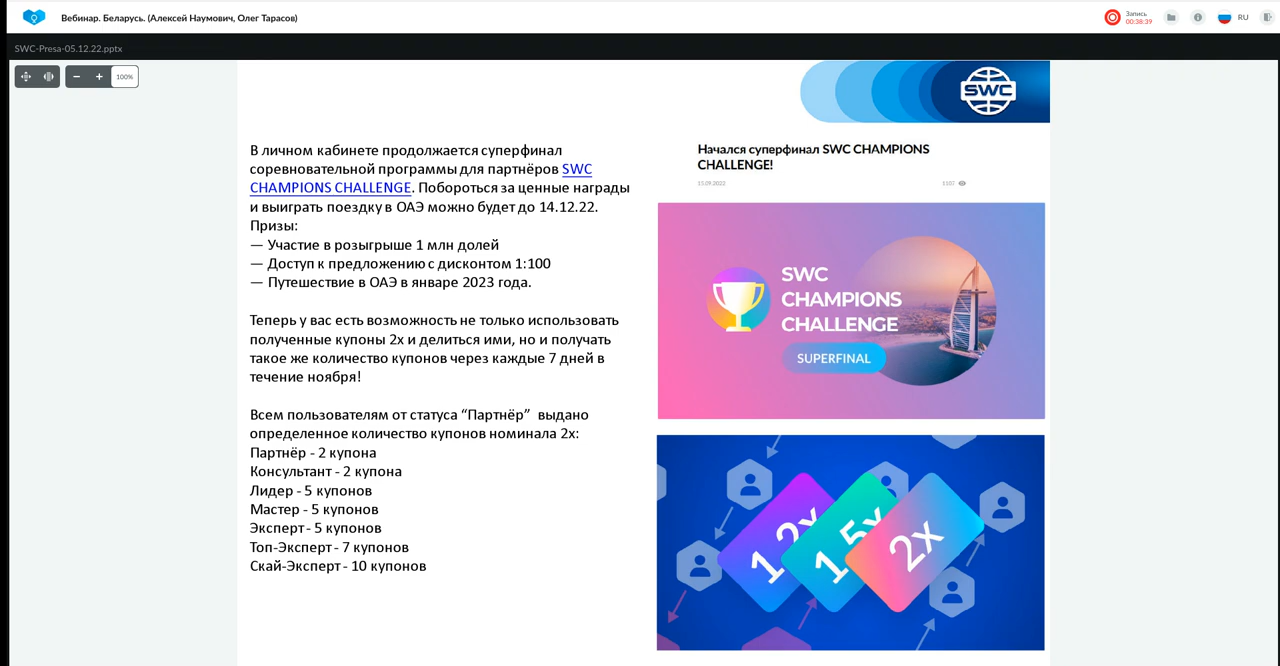 Вебинар. Беларусь. (Алексей Наумович, Олег Тарасов)
Запись
00:38:39
RU
SWC-Presa-05.12.22.pptx
100%
SWC
В личном кабинете продолжается суперфинал
соревновательной программы для партнёров SWC
CHAMPIONS CHALLENGE. Побороться за ценные награды
и выиграть поездку в ОАЭ можно будет до 14.12.22.
Призы:
— Участие в розыгрыше 1 млн долей
— Доступ к предложению с дисконтом 1:100
— Путешествие в ОАЭ в январе 2023 года.
Теперь у вас есть возможность не только использовать
полученные купоны 2х и делиться ими, но и получать
такое же количество купонов через каждые 7 дней в
течение ноября!
Всем пользователям от статуса “Партнёр” выдано
определенное количество купонов номинала 2х:
Партнёр - 2 купона
Консультант - 2 купона
Лидер - 5 купонов
Мастер - 5 купонов
Эксперт - 5 купонов
Топ-Эксперт - 7 купонов
Скай-Эксперт - 10 купонов
Начался суперфинал SWC CHAMPIONS
CHALLENGE!
15.09.2022
1107
SWC
CHAMPIONS
CHALLENGE
SUPERFINAL
1.2x
1.5x
2x